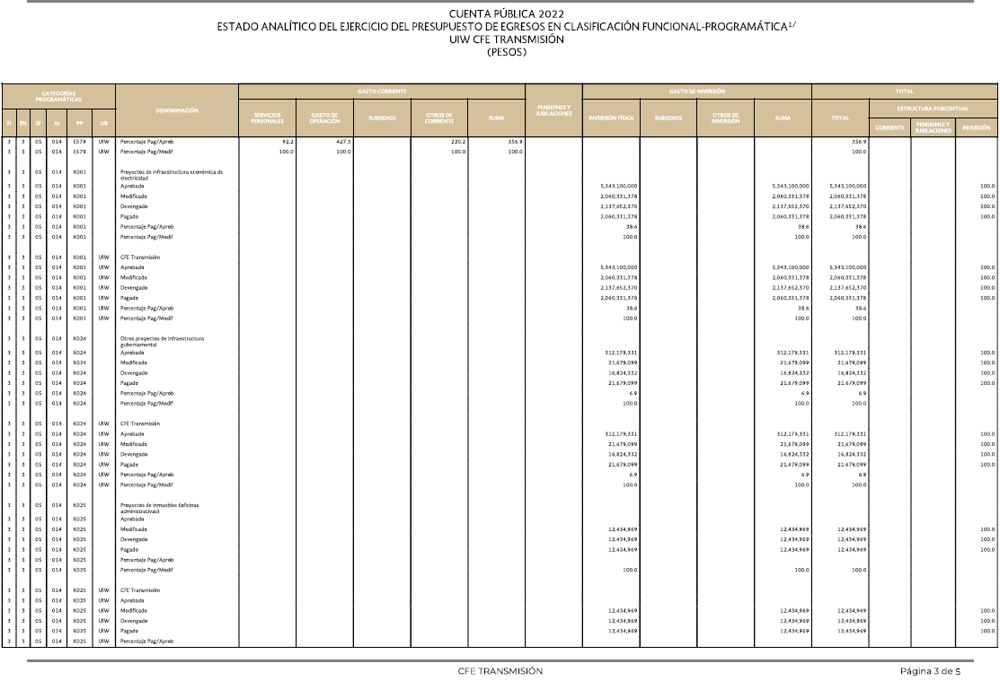 CUENTA PÚBLICA 2022
ESTADO ANALÍTICO DEL EJERCICIO DEL PRESUPUESTO DE EGRESOS EN CLASIFICACIÓN FUNCIONAL-PROGRAMÁTICA1/
UIW CFE TRANSMISIÓN
(PESOS)
CATEGORÍAS PROGRAMÁTICAS DENOMINACIÓN GASTO CORRIENTE PENSIONES Y JUBILACIONES GASTO DE INVERSIÓN TOTAL
ESTRUCTURA PORCENTUAL
FI FN SF AI PP UR SERVICIOS PERSONALES GASTO DE OPERACIÓN SUBSIDIOS OTROS DE CORRIENTE SUMA INVERSIÓN FÍSICA SUBSIDIOS OTROS DE INVERSIÓN SUMA TOTAL CORRIENTE PENSIONES Y JUBILACIONES INVERSIÓN
3 3 05 014 E579 UIW Porcentaje Pag/Aprob 92.2 427.3 220.2 356.9 356.9
3 3 05 014 E579 UIW Porcentaje Pag/Modif 100.0 100.0 100.0 100.0 100.0
3 3 05 014 K001 Proyectos de infraestructura económica de
electricidad
3 3 05 014 K001 Aprobado 5,343,100,000 5,343,100,000 5,343,100,000 100.0
3 3 05 014 K001 Modificado 2,060,331,378 2,060,331,378 2,060,331,378 100.0
3 3 05 014 K001 Devengado 2,137,652,370 2,137,652,370 2,137,652,370 100.0
3 3 05 014 K001 Pagado 2,060,331,378 2,060,331,378 2,060,331,378 100.0
3 3 05 014 K001 Porcentaje Pag/Aprob 38.6 38.6 38.6
3 3 05 014 K001 Porcentaje Pag/Modif 100.0 100.0 100.0
3 3 05 014 K001 UIW CFE Transmisión
3 3 05 014 K001 UIW Aprobado 5,343,100,000 5,343,100,000 5,343,100,000 100.0
3 3 05 014 K001 UIW Modificado 2,060,331,378 2,060,331,378 2,060,331,378 100.0
3 3 05 014 K001 UIW Devengado 2,137,652,370 2,137,652,370 2,137,652,370 100.0
3 3 05 014 K001 UIW Pagado 2,060,331,378 2,060,331,378 2,060,331,378 100.0
3 3 05 014 K001 UIW Porcentaje Pag/Aprob 38.6 38.6 38.6
3 3 05 014 K001 UIW Porcentaje Pag/Modif 100.0 100.0 100.0
3 3 05 014 K024 Otros proyectos de infraestructura
gubernamental
3 3 05 014 K024 Aprobado 312,179,331 312,179,331 312,179,331 100.0
3 3 05 014 K024 Modificado 21,679,099 21,679,099 21,679,099 100.0
3 3 05 014 K024 Devengado 16,824,332 16,824,332 16,824,332 100.0
3 3 05 014 K024 Pagado 21,679,099 21,679,099 21,679,099 100.0
3 3 05 014 K024 Porcentaje Pag/Aprob 6.9 6.9 6.9
3 3 05 014 K024 Porcentaje Pag/Modif 100.0 100.0 100.0
3 3 05 014 K024 UIW CFE Transmisión
3 3 05 014 K024 UIW Aprobado 312,179,331 312,179,331 312,179,331 100.0
3 3 05 014 K024 UIW Modificado 21,679,099 21,679,099 21,679,099 100.0
3 3 05 014 K024 UIW Devengado 16,824,332 16,824,332 16,824,332 100.0
3 3 05 014 K024 UIW Pagado 21,679,099 21,679,099 21,679,099 100.0
3 3 05 014 K024 UIW Porcentaje Pag/Aprob 6.9 6.9 6.9
3 3 05 014 K024 UIW Porcentaje Pag/Modif 100.0 100.0 100.0
3 3 05 014 K025 Proyectos de inmuebles (oficinas
administrativas)
3 3 05 014 K025 Aprobado
3 3 05 014 K025 Modificado 12,434,969 12,434,969 12,434,969 100.0
3 3 05 014 K025 Devengado 12,434,969 12,434,969 12,434,969 100.0
3 3 05 014 K025 Pagado 12,434,969 12,434,969 12,434,969 100.0
3 3 05 014 K025 Porcentaje Pag/Aprob
3 3 05 014 K025 Porcentaje Pag/Modif 100.0 100.0 100.0
3 3 05 014 K025 UIW CFE Transmisión
3 3 05 014 K025 UIW Aprobado
3 3 05 014 K025 UIW Modificado 12,434,969 12,434,969 12,434,969 100.0
3 3 05 014 K025 UIW Devengado 12,434,969 12,434,969 12,434,969 100.0
3 3 05 014 K025 UIW Pagado 12,434,969 12,434,969 12,434,969 100.0
3 3 05 014 K025 UIW Porcentaje Pag/Aprob
CFE TRANSMISIÓN Página 3 de 5